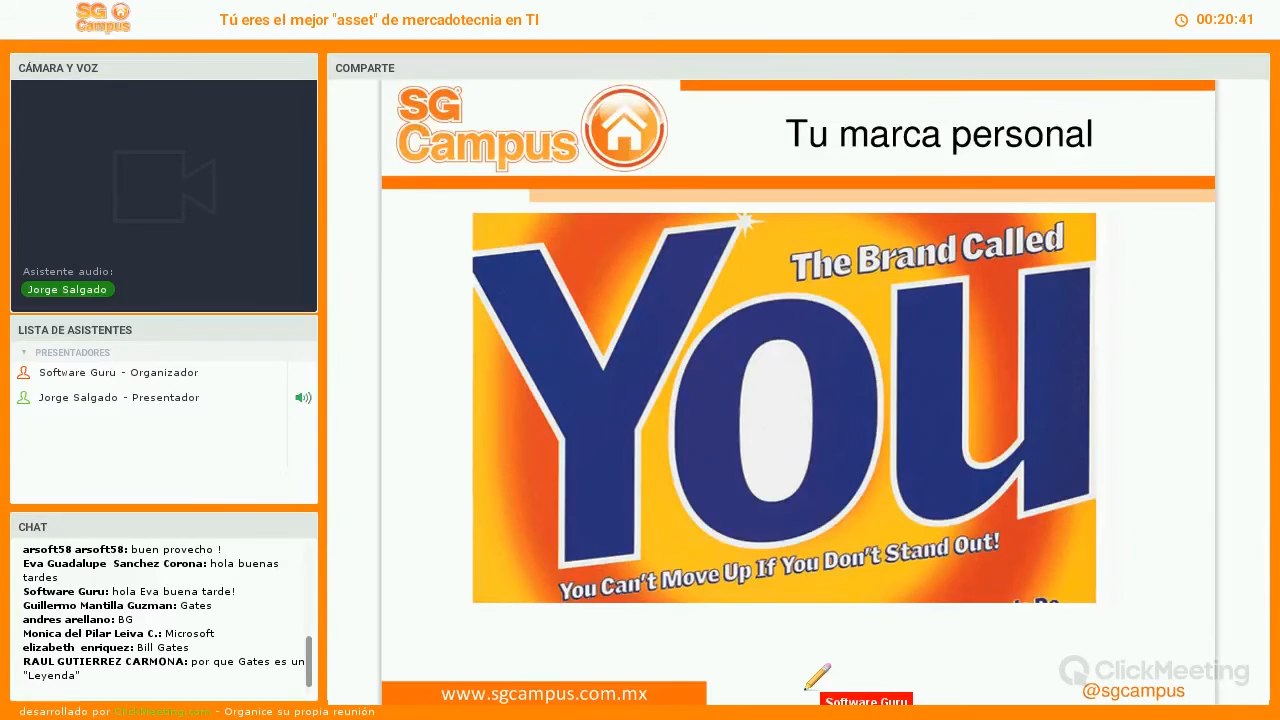 SG
Campus
Tú eres el mejor "asset" de mercadotecnia en TI
00:20:41
CÁMARA Y VOZ
Asistente audio:
Jorge Salgado
LISTA DE ASISTENTES
PRESENTADORES
Software Guru - Organizador
Jorge Salgado - Presentador
CHAT
arsoft58 arsoft58: buen provecho !
Eva Guadalupe Sanchez Corona: hola buenas
tardes
Software Guru: hola Eva buena tarde!
Guillermo Mantilla Guzman: Gates
andres arellano: BG
Monica del Pilar Leiva C.: Microsoft
elizabeth enriquez: Bill Gates
RAUL GUTIERREZ CARMONA: por que Gates es un
"Leyenda"
desarrollado por ClickMeeting.com - Organice su propia reunión
COMPARTE
SG
Campus
Tu marca personal
The Brand Called
You
You Can't Move Up If You Don't Stand Out!
www.sgcampus.com.mx
Software Guru
ClickMeeting
@sgcampus